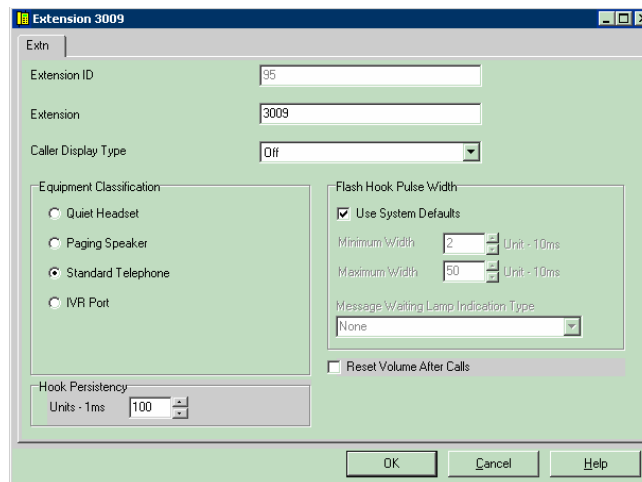 Extension 3009
Extn
Extension ID
95
Extension
3009
Caller Display Type
Off
Equipment Classification
Quiet Headset
Paging Speaker
Standard Telephone
IVR Port
Flash Hook Pulse Width
Use System Defaults
Minimum Width 2 Unit - 10ms
Maximum Width 50 Unit - 10ms
Message Waiting Lamp Indication Type
None
Reset Volume After Calls
Hook Persistency
Units - 1ms 100
OK Cancel Help